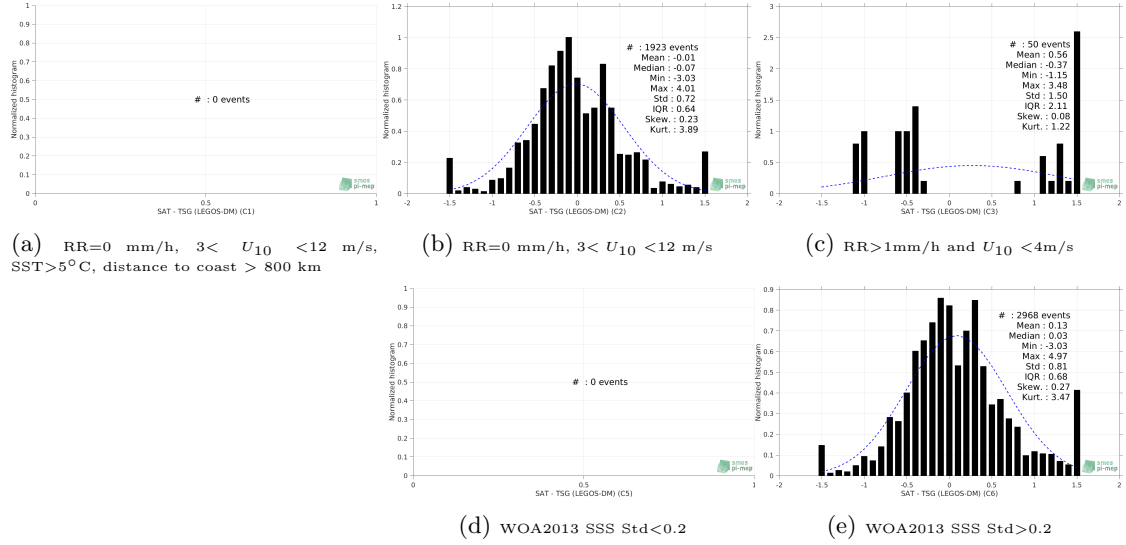 1
0.9
0.8
0.7
0.6
0.5
0.4
0.3
0.2
0.1
0
Normalized histogram
# : 0 events
0 0.5 1
SAT - TSG (LEGOS-DM) (C1)
smos
pi-mep
1.2
1
0.8
0.6
0.4
0.2
0
Normalized histogram
# : 1923 events
Mean : -0.01
Median : -0.07
Min : -3.03
Max : 4.01
Std : 0.72
IQR : 0.64
Skew. : 0.23
Kurt. : 3.89
-2 -1.5 -1 -0.5 0 0.5 1 1.5 2
SAT - TSG (LEGOS-DM) (C2)
smos
pi-mep
3
2.5
2
1.5
1
0.5
0
Normalized histogram
# : 50 events
Mean : 0.56
Median : -0.37
Min : -1.15
Max : 3.48
Std : 1.50
IQR : 2.11
Skew. : 0.08
Kurt. : 1.22
-2 -1.5 -1 -0.5 0 0.5 1 1.5 2
SAT - TSG (LEGOS-DM) (C3)
smos
pi-mep
(a) RR=0 mm/h, 3< U10 <12 m/s,
SST>5°C, distance to coast > 800 km
(b) RR=0 mm/h, 3< U10 <12 m/s
(c) RR>1mm/h and U10 <4m/s
1
0.9
0.8
0.7
0.6
0.5
0.4
0.3
0.2
0.1
0
Normalized histogram
# : 0 events
0 0.5 1
SAT - TSG (LEGOS-DM) (C5)
smos
pi-mep
0.9
0.8
0.7
0.6
0.5
0.4
0.3
0.2
0.1
0
Normalized histogram
# : 2968 events
Mean : 0.13
Median : 0.03
Min : -3.03
Max : 4.97
Std : 0.81
IQR : 0.68
Skew. : 0.27
Kurt. : 3.47
-2 -1.5 -1 -0.5 0 0.5 1 1.5 2
SAT - TSG (LEGOS-DM) (C6)
smos
pi-mep
(d) WOA2013 SSS Std<0.2
(e) WOA2013 SSS Std>0.2